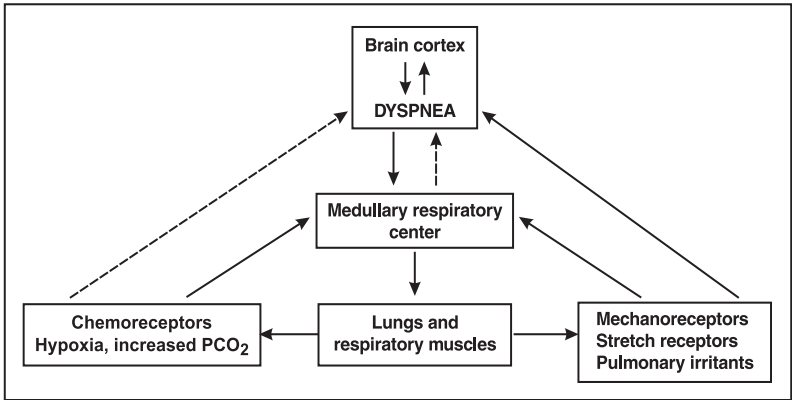 Brain cortex
DYSPNEA
Medullary respiratory
center
Chemoreceptors
Hypoxia, increased PCO₂
Lungs and
respiratory muscles
Mechanoreceptors
Stretch receptors
Pulmonary irritants